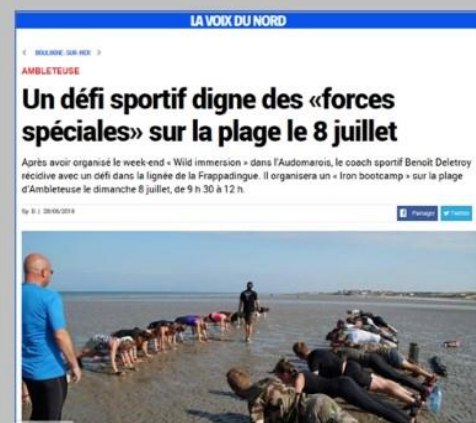 LA VOIX DU NORD
< BOULOGNE-SUR-MER >
AMBLETEUSE
Un défi sportif digne des «forces
spéciales» sur la plage le 8 juillet
Après avoir organisé le week-end « Wild immersion » dans l'Audomarois, le coach sportif Benoît Deletroy
récidive avec un défi dans la lignée de la Frappadingue. Il organisera un « Iron bootcamp » sur la plage
d'Ambleteuse le dimanche 8 juillet, de 9 h 30 à 12 h.
Partager Twitter